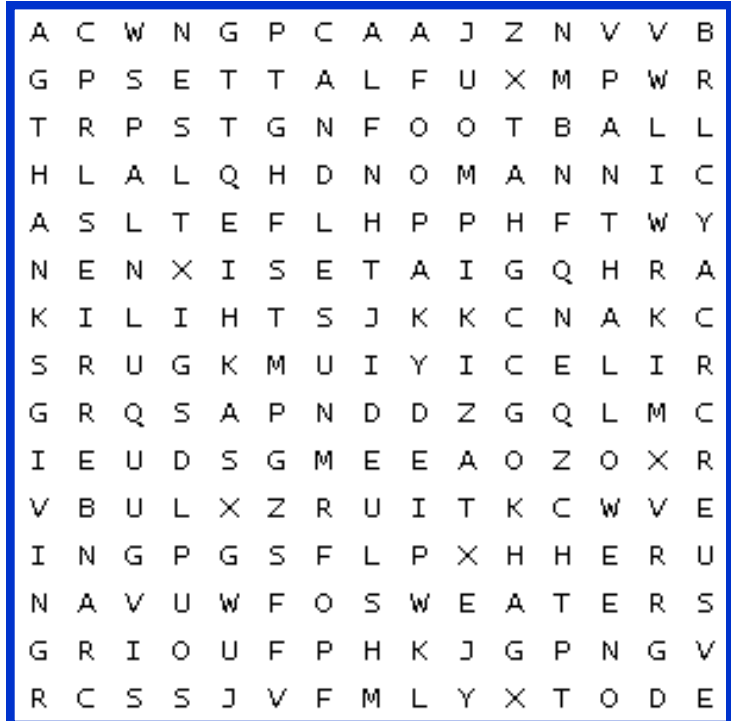 A C W N G P C A A J Z N V V B
G P S E T T A L F U X M P W R
T R P S T G N F O O T B A L L
H L A L Q H D N O M A N N I C
A S L T E F L H P P H F T W Y
N E N X I S E T A I G Q H R A
K I L I H T S J K K C N A K C
S R U G K M U I Y I C E L I R
G R Q S A P N D D Z G Q L M C
I E U D S G M E E A O Z O X R
V B U L X Z R U I T K C W V E
I N G P G S F L P X H H E R U
N A V U W F O S W E A T E R S
G R I O U F P H K J G P N G V
R C S S J V F M L Y X T O D E